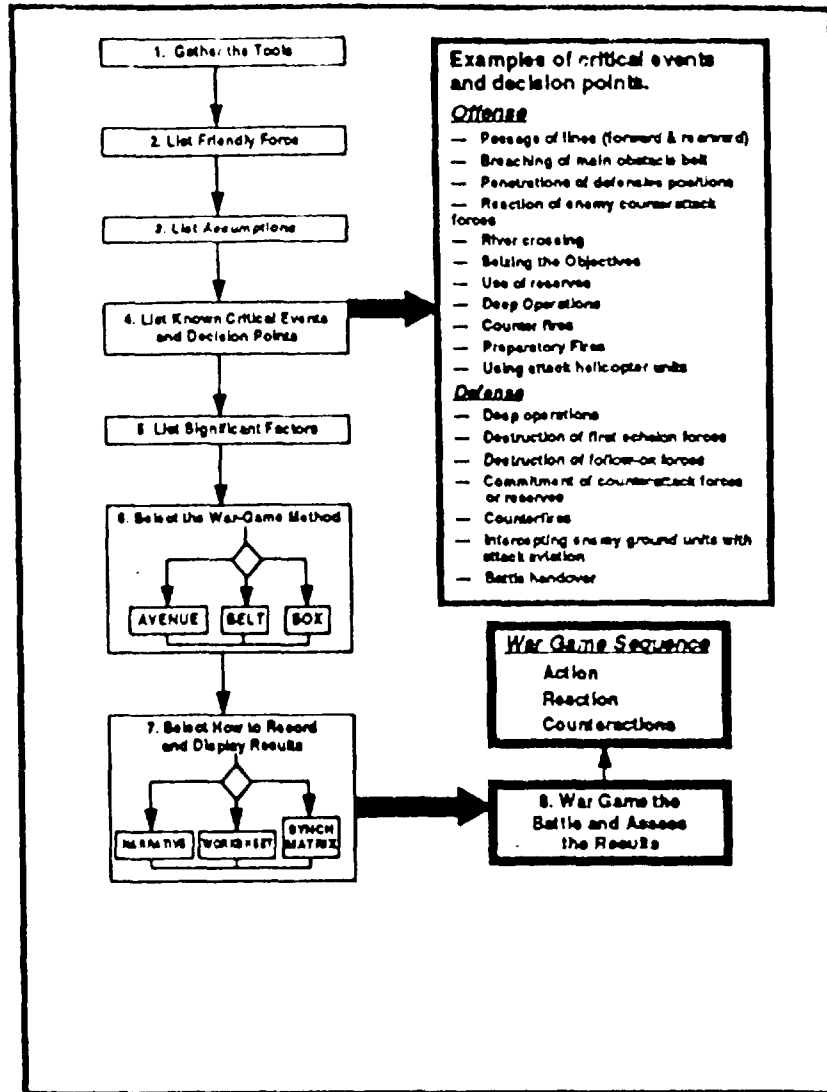 1. Gather the Tools
2. List Friendly Force
3. List Assumptions
4. List Known Critical Events
and Decision Points
5. List Significant Factors
6. Select the War-Game Method
AVENUE
BELT
BOX
7. Select How to Record
and Display Results
NARRATIVE
WORKSHEET
SYNCH
MATRIX
Examples of critical events
and decision points.
Offense
— Passage of lines (forward & rearward)
— Breaching of main obstacle belt
— Penetrations of defensive positions
— Reaction of enemy counterattack
forces
— River crossing
— Seizing the Objectives
— Use of reserves
— Deep Operations
— Counter fires
— Preparatory Fires
— Using attack helicopter units
Defense
— Deep operations
— Destruction of first echelon forces
— Destruction of follow-on forces
— Commitment of counterattack forces
or reserves
— Counterfires
— Intercepting enemy ground units with
attack aviation
— Battle handover
War Game Sequence
Action
Reaction
Counteractions
8. War Game the
Battle and Assess
the Results